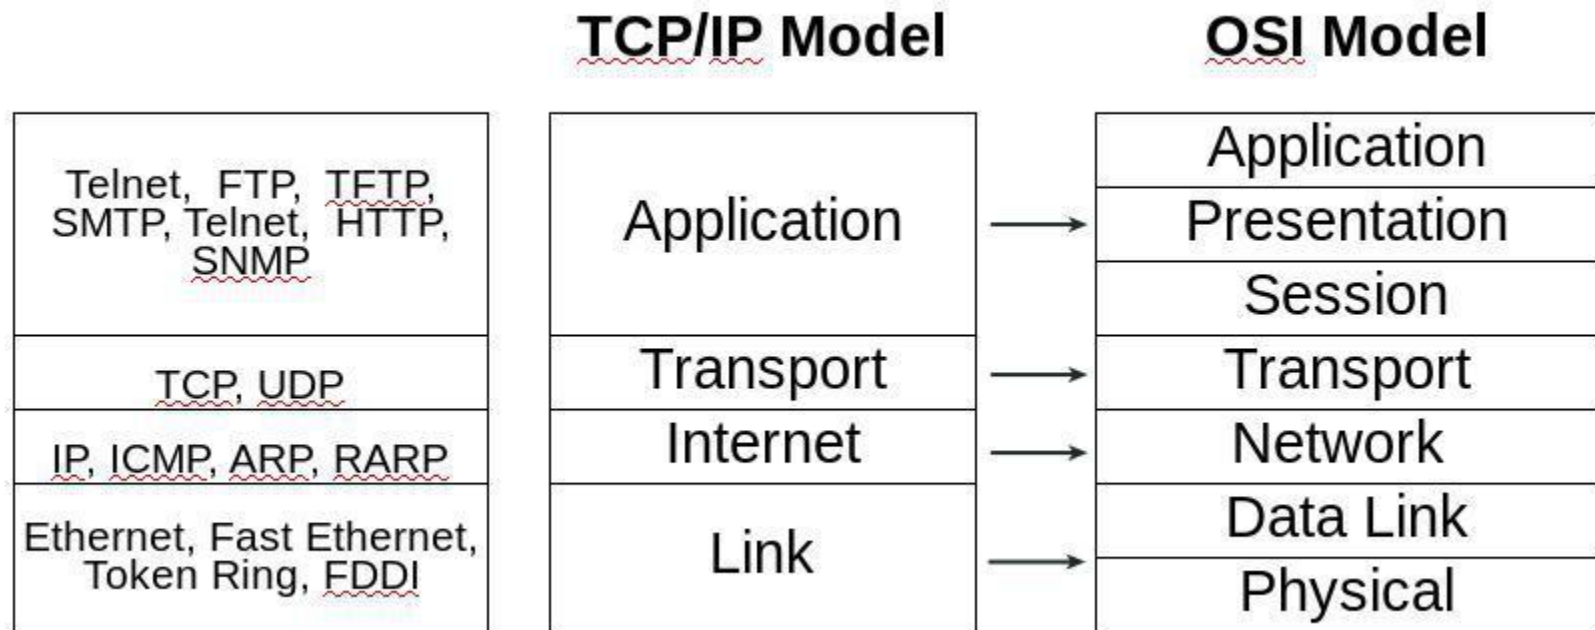 TCP/IP Model
OSI Model
Telnet, FTP, TFTP,
SMTP, Telnet, HTTP,
SNMP
TCP, UDP
IP, ICMP, ARP, RARP
Ethernet, Fast Ethernet,
Token Ring, FDDI
Application
Transport
Internet
Link
Application
Presentation
Session
Transport
Network
Data Link
Physical